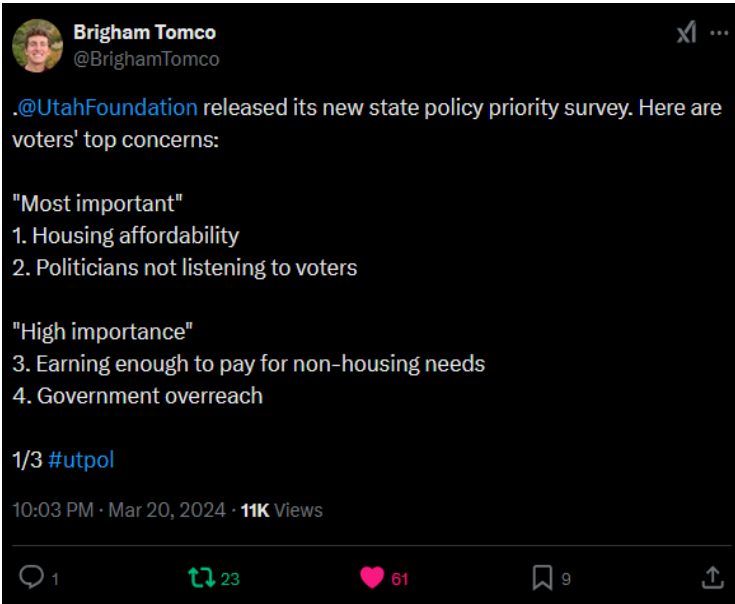 Brigham Tomco
@BrighamTomco
.@UtahFoundation released its new state policy priority survey. Here are
voters' top concerns:
"Most important"
1. Housing affordability
2. Politicians not listening to voters
"High importance"
3. Earning enough to pay for non-housing needs
4. Government overreach
1/3 #utpol
10:03 PM · Mar 20, 2024 · 11K Views
1 23 61 9